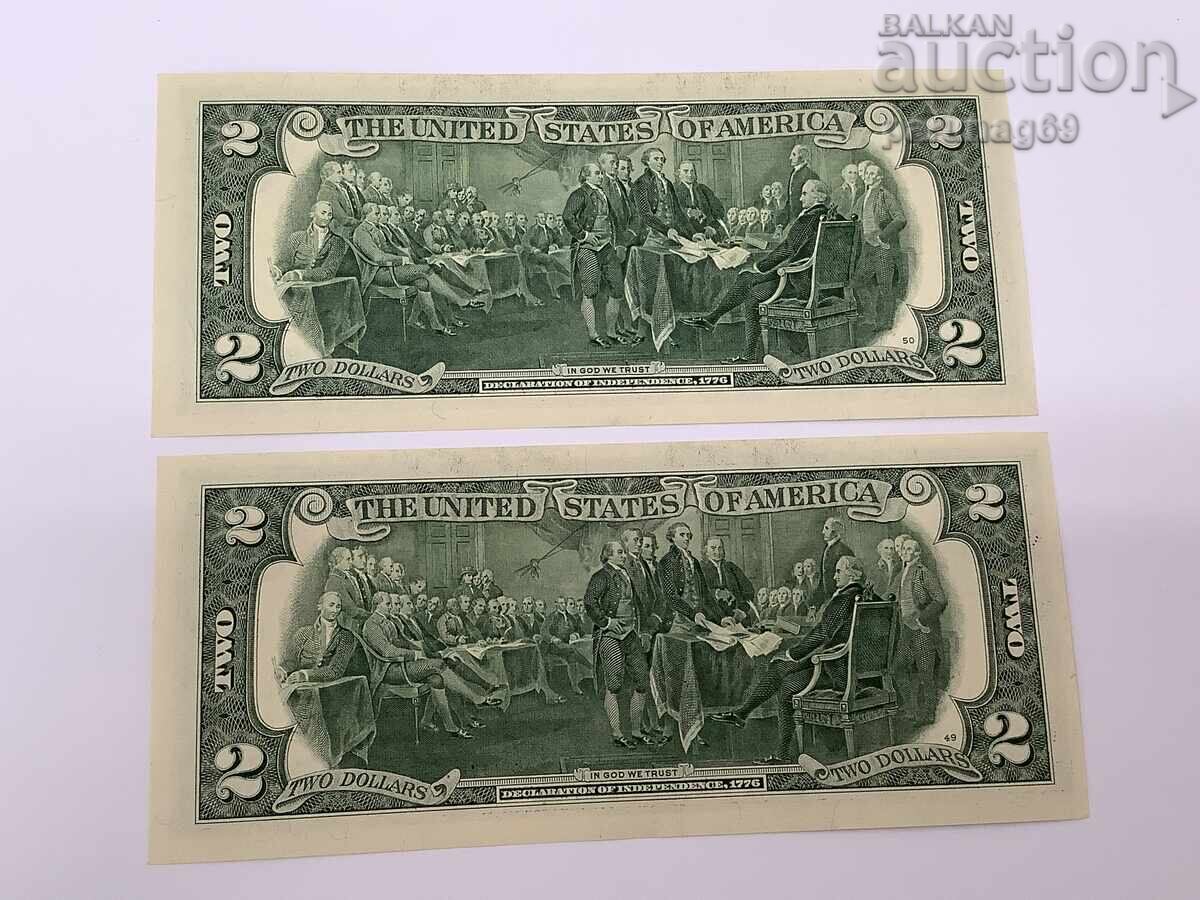 BALKAN
auction
2 THE UNITED STATES OF AMERICA 2
TWO TWO
50
2 2
TWO DOLLARS IN GOD WE TRUST TWO DOLLARS
DECLARATION OF INDEPENDENCE, 1776
2 THE UNITED STATES OF AMERICA 2
TWO TWO
49
2 2
TWO DOLLARS IN GOD WE TRUST TWO DOLLARS
DECLARATION OF INDEPENDENCE, 1776